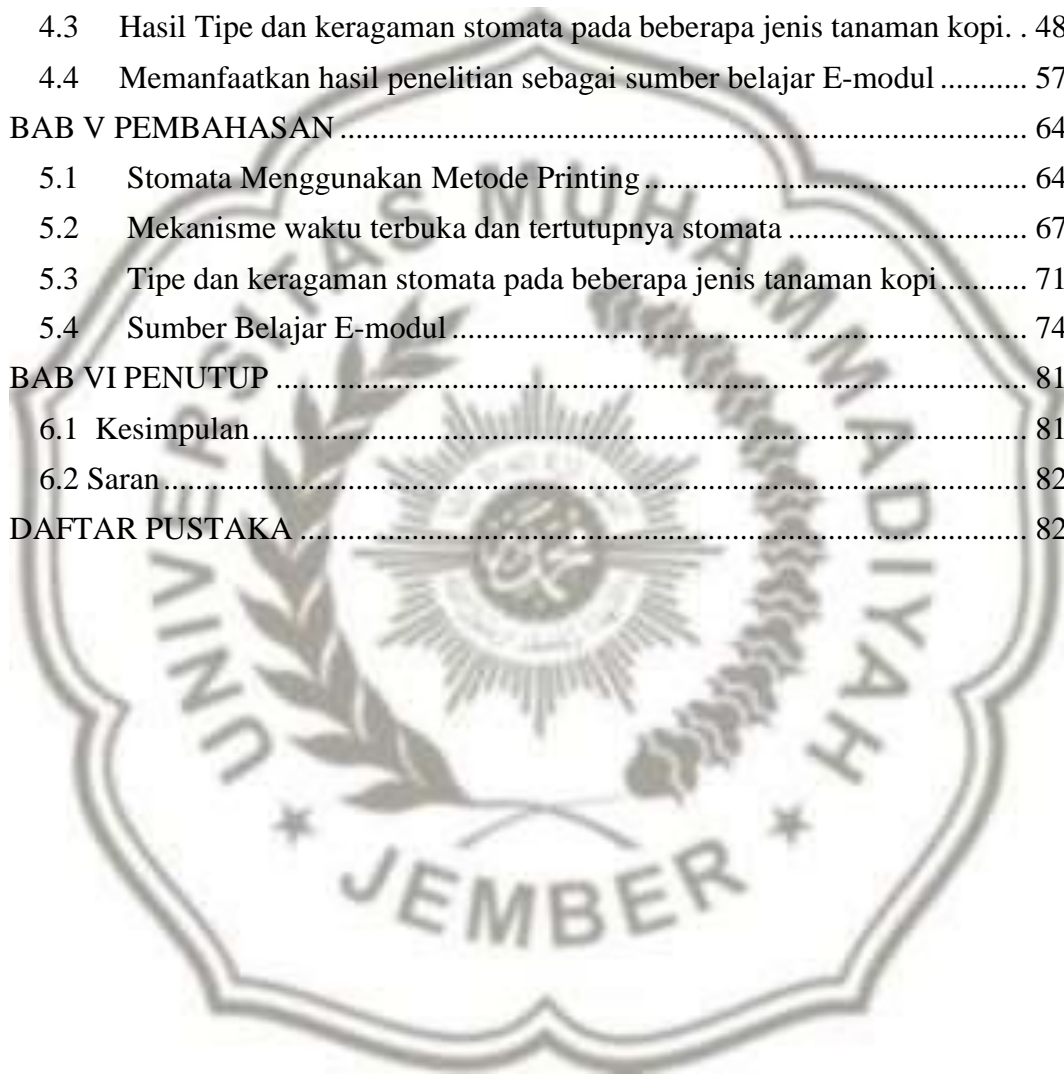 4.3 Hasil Tipe dan keragaman stomata pada beberapa jenis tanaman kopi. . 48
4.4 Memanfaatkan hasil penelitian sebagai sumber belajar E-modul ........... 57
BAB V PEMBAHASAN ........................................................................ 64
5.1 Stomata Menggunakan Metode Printing ........................................ 64
5.2 Mekanisme waktu terbuka dan tertutupnya stomata ......................... 67
5.3 Tipe dan keragaman stomata pada beberapa jenis tanaman kopi .......... 71
5.4 Sumber Belajar E-modul ............................................................ 74
BAB VI PENUTUP .............................................................................. 81
6.1 Kesimpulan ................................................................................ 81
6.2 Saran ......................................................................................... 82
DAFTAR PUSTAKA ............................................................................ 82
UNIVERSITAS MUHAMMADIYAH
JEMBER